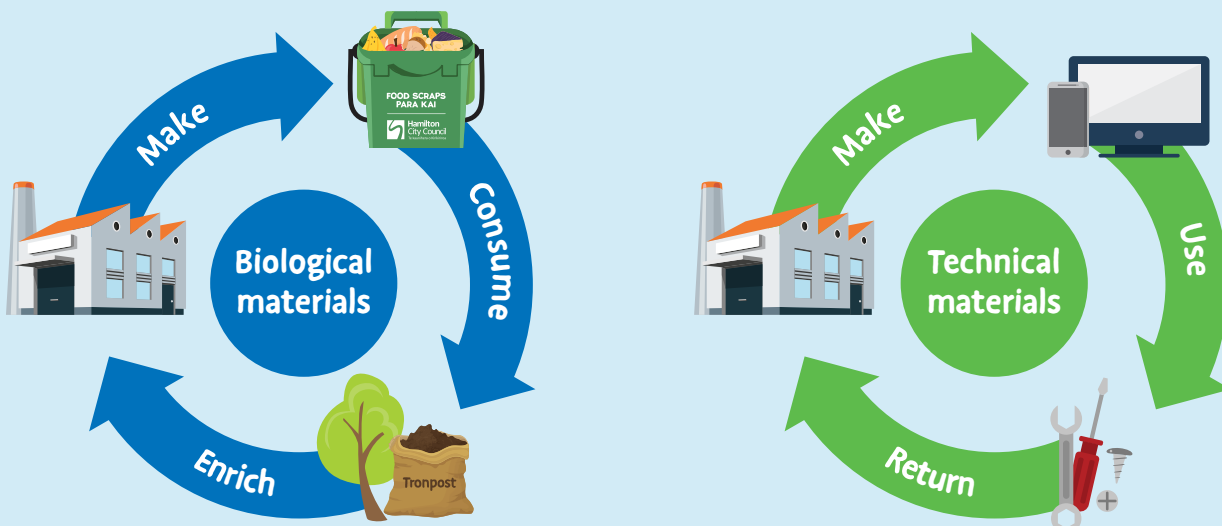 Make
FOOD SCRAPS
PARA KAI
Hamilton
City Council
Consume
Biological
materials
Enrich
Tronpost
Make
Use
Technical
materials
Return